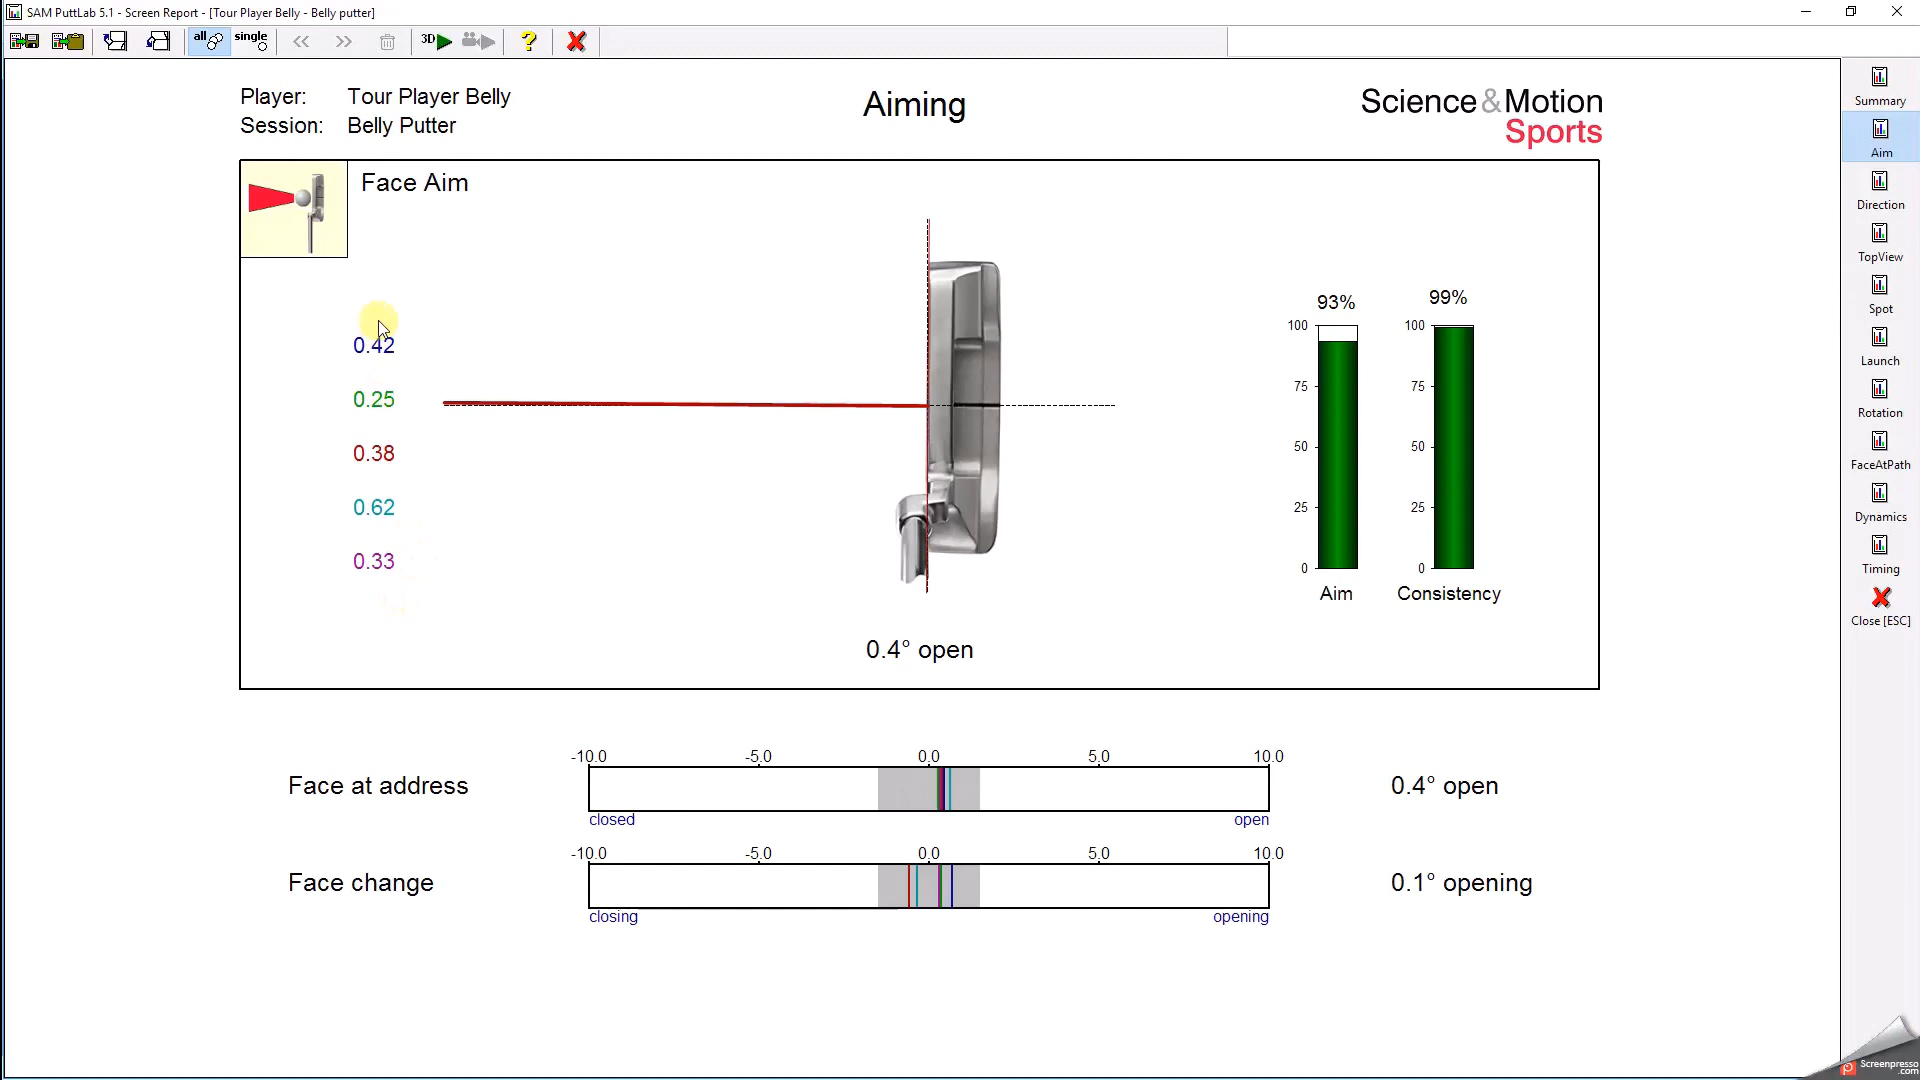 SAM PuttLab 5.1 - Screen Report - [Tour Player Belly - Belly putter]
all
single
3D
Player: Tour Player Belly
Session: Belly Putter
Aiming
Science&Motion
Sports
Face Aim
0.42
0.25
0.38
0.62
0.33
0.4° open
93%
99%
100
75
50
25
0
100
75
50
25
0
Aim
Consistency
-10.0 -5.0 0.0 5.0 10.0
Face at address
0.4° open
closed open
-10.0 -5.0 0.0 5.0 10.0
Face change
0.1° opening
closing opening
Summary
Aim
Direction
TopView
Spot
Launch
Rotation
FaceAtPath
Dynamics
Timing
Close [ESC]
Screenpresso
.com